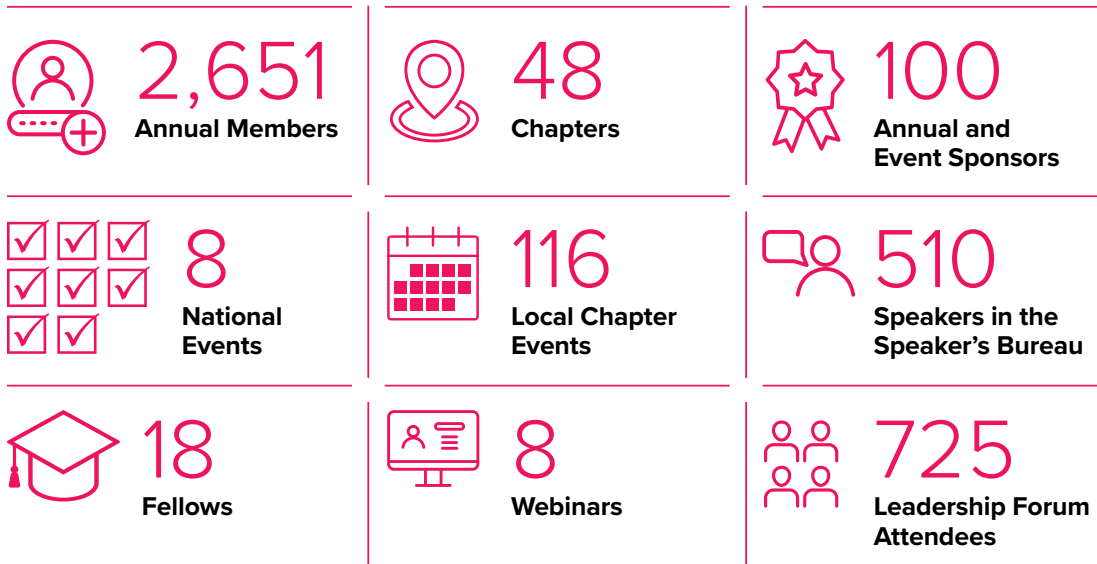 2,651
Annual Members
48
Chapters
100
Annual and
Event Sponsors
8
National
Events
116
Local Chapter
Events
510
Speakers in the
Speaker’s Bureau
18
Fellows
8
Webinars
725
Leadership Forum
Attendees